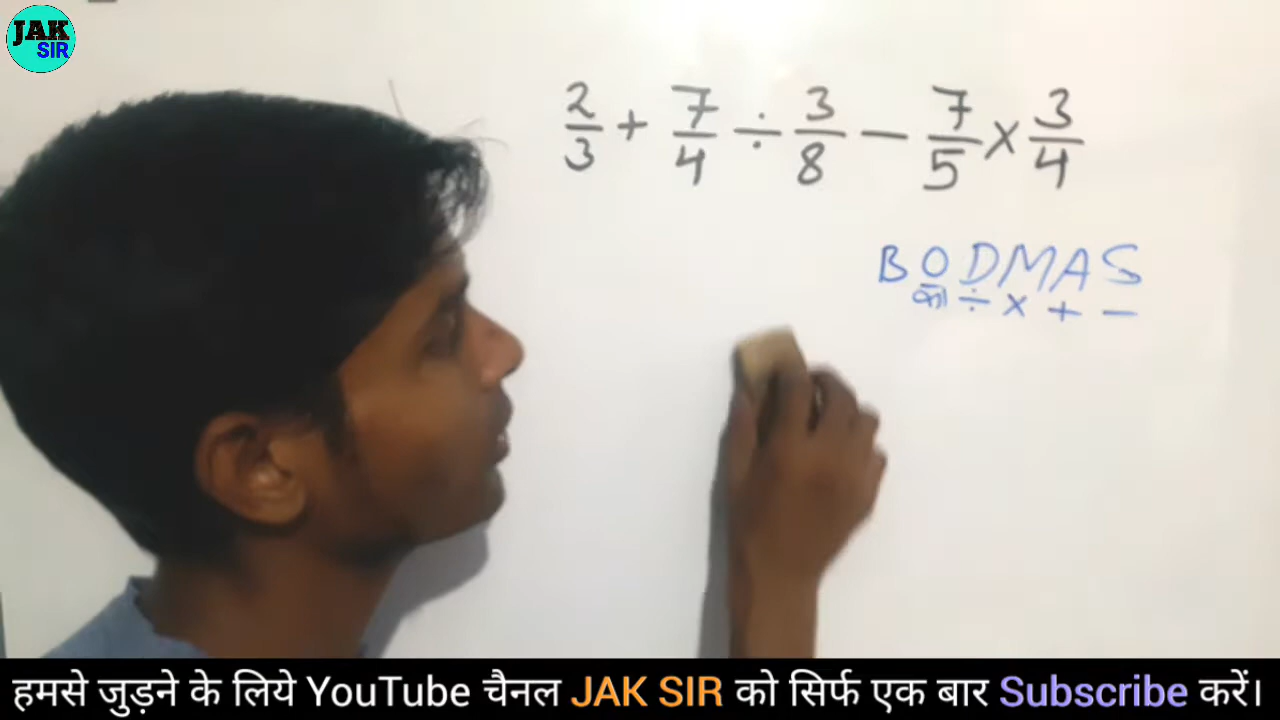 JAK
SIR
2/3 + 7/4 ÷ 3/8 − 7/5 × 3/4
BODMAS
का ÷ × + −
हमसे जुड़ने के लिये YouTube चैनल JAK SIR को सिर्फ एक बार Subscribe करें।